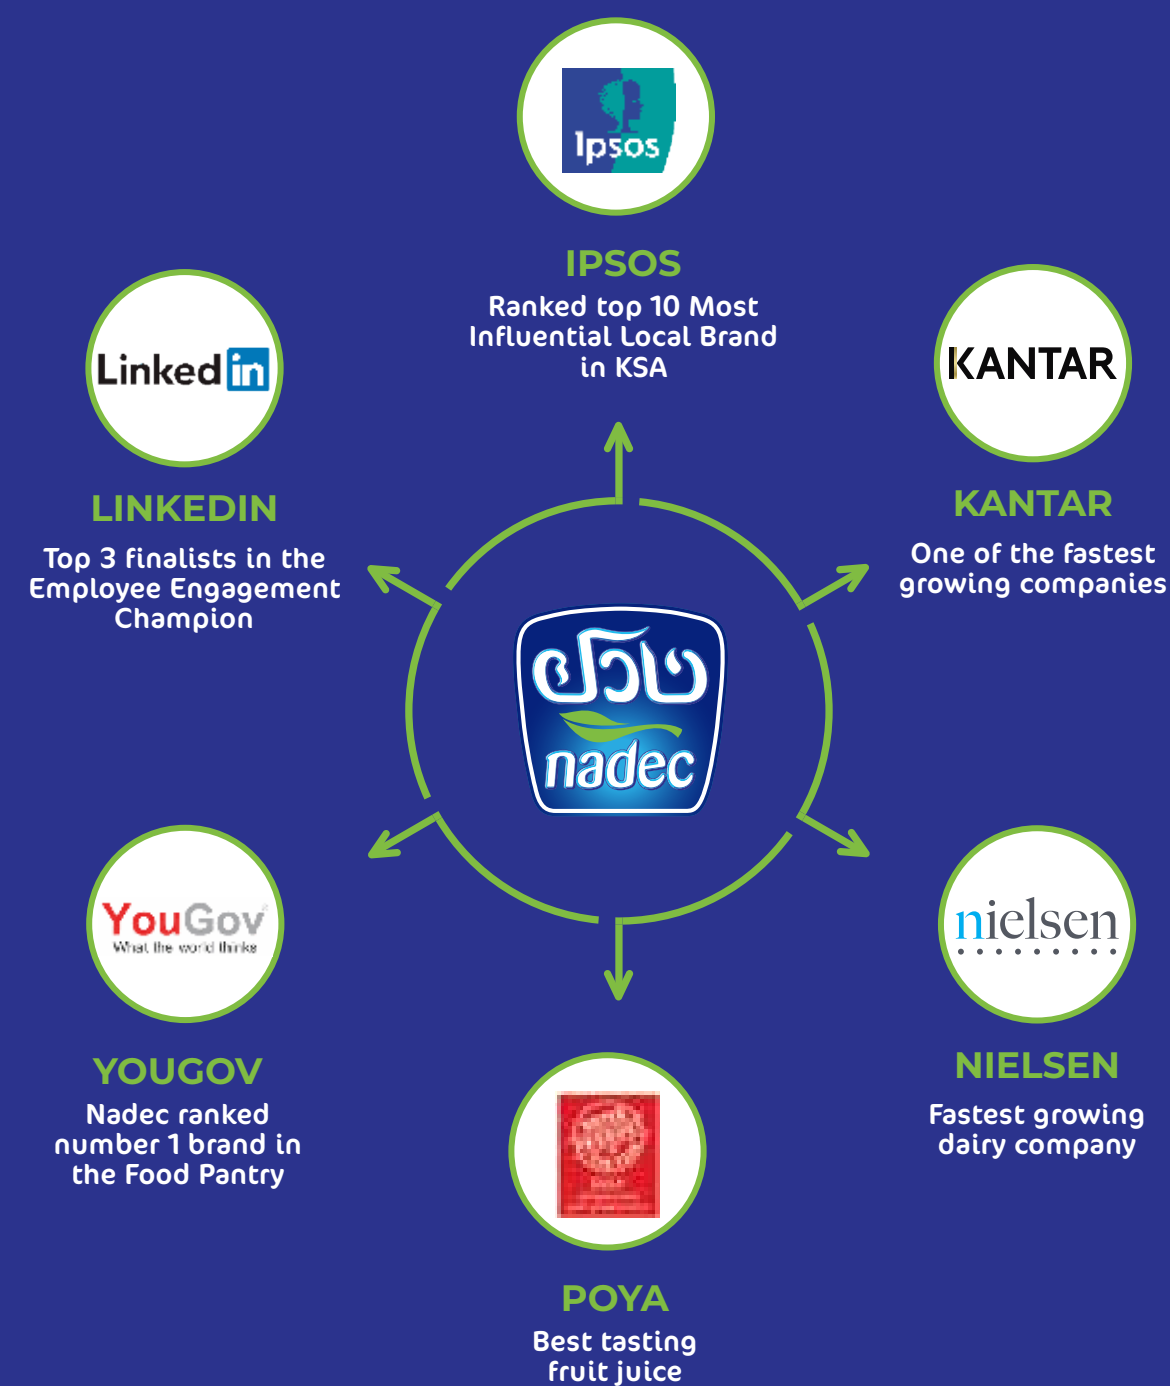 Ipsos
IPSOS
Ranked top 10 Most
Influential Local Brand
in KSA
Linked in
LINKEDIN
Top 3 finalists in the
Employee Engagement
Champion
KANTAR
KANTAR
One of the fastest
growing companies
نادك
nadec
YouGov
What the world thinks
YOUGOV
Nadec ranked
number 1 brand in
the Food Pantry
nielsen
NIELSEN
Fastest growing
dairy company
POYA
Best tasting
fruit juice